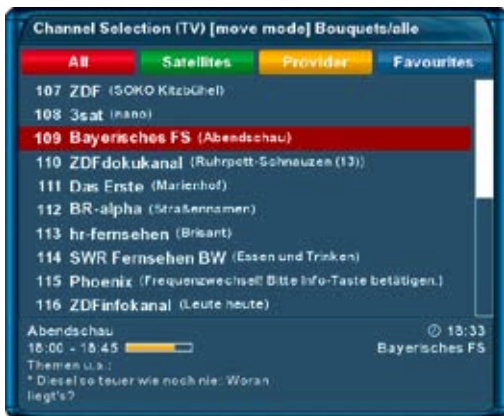 Channel Selection (TV) [move mode] Bouquets/alle
All Satellites Provider Favourites
107 ZDF (SOKO Kitzbühel)
108 3sat (nano)
109 Bayerisches FS (Abendschau)
110 ZDFdokukanal (Ruhrpott-Schnauzen (13))
111 Das Erste (Marienhof)
112 BR-alpha (Straßennamen)
113 hr-fernsehen (Brisant)
114 SWR Fernsehen BW (Essen und Trinken)
115 Phoenix (Frequenzwechsel! Bitte Info-Taste betätigen.)
116 ZDFinfokanal (Leute heute)
Abendschau 18:33
18:00 - 18:45 Bayerisches FS
Themen u.a.:
* Diesel so teuer wie noch nie: Woran
liegt's?